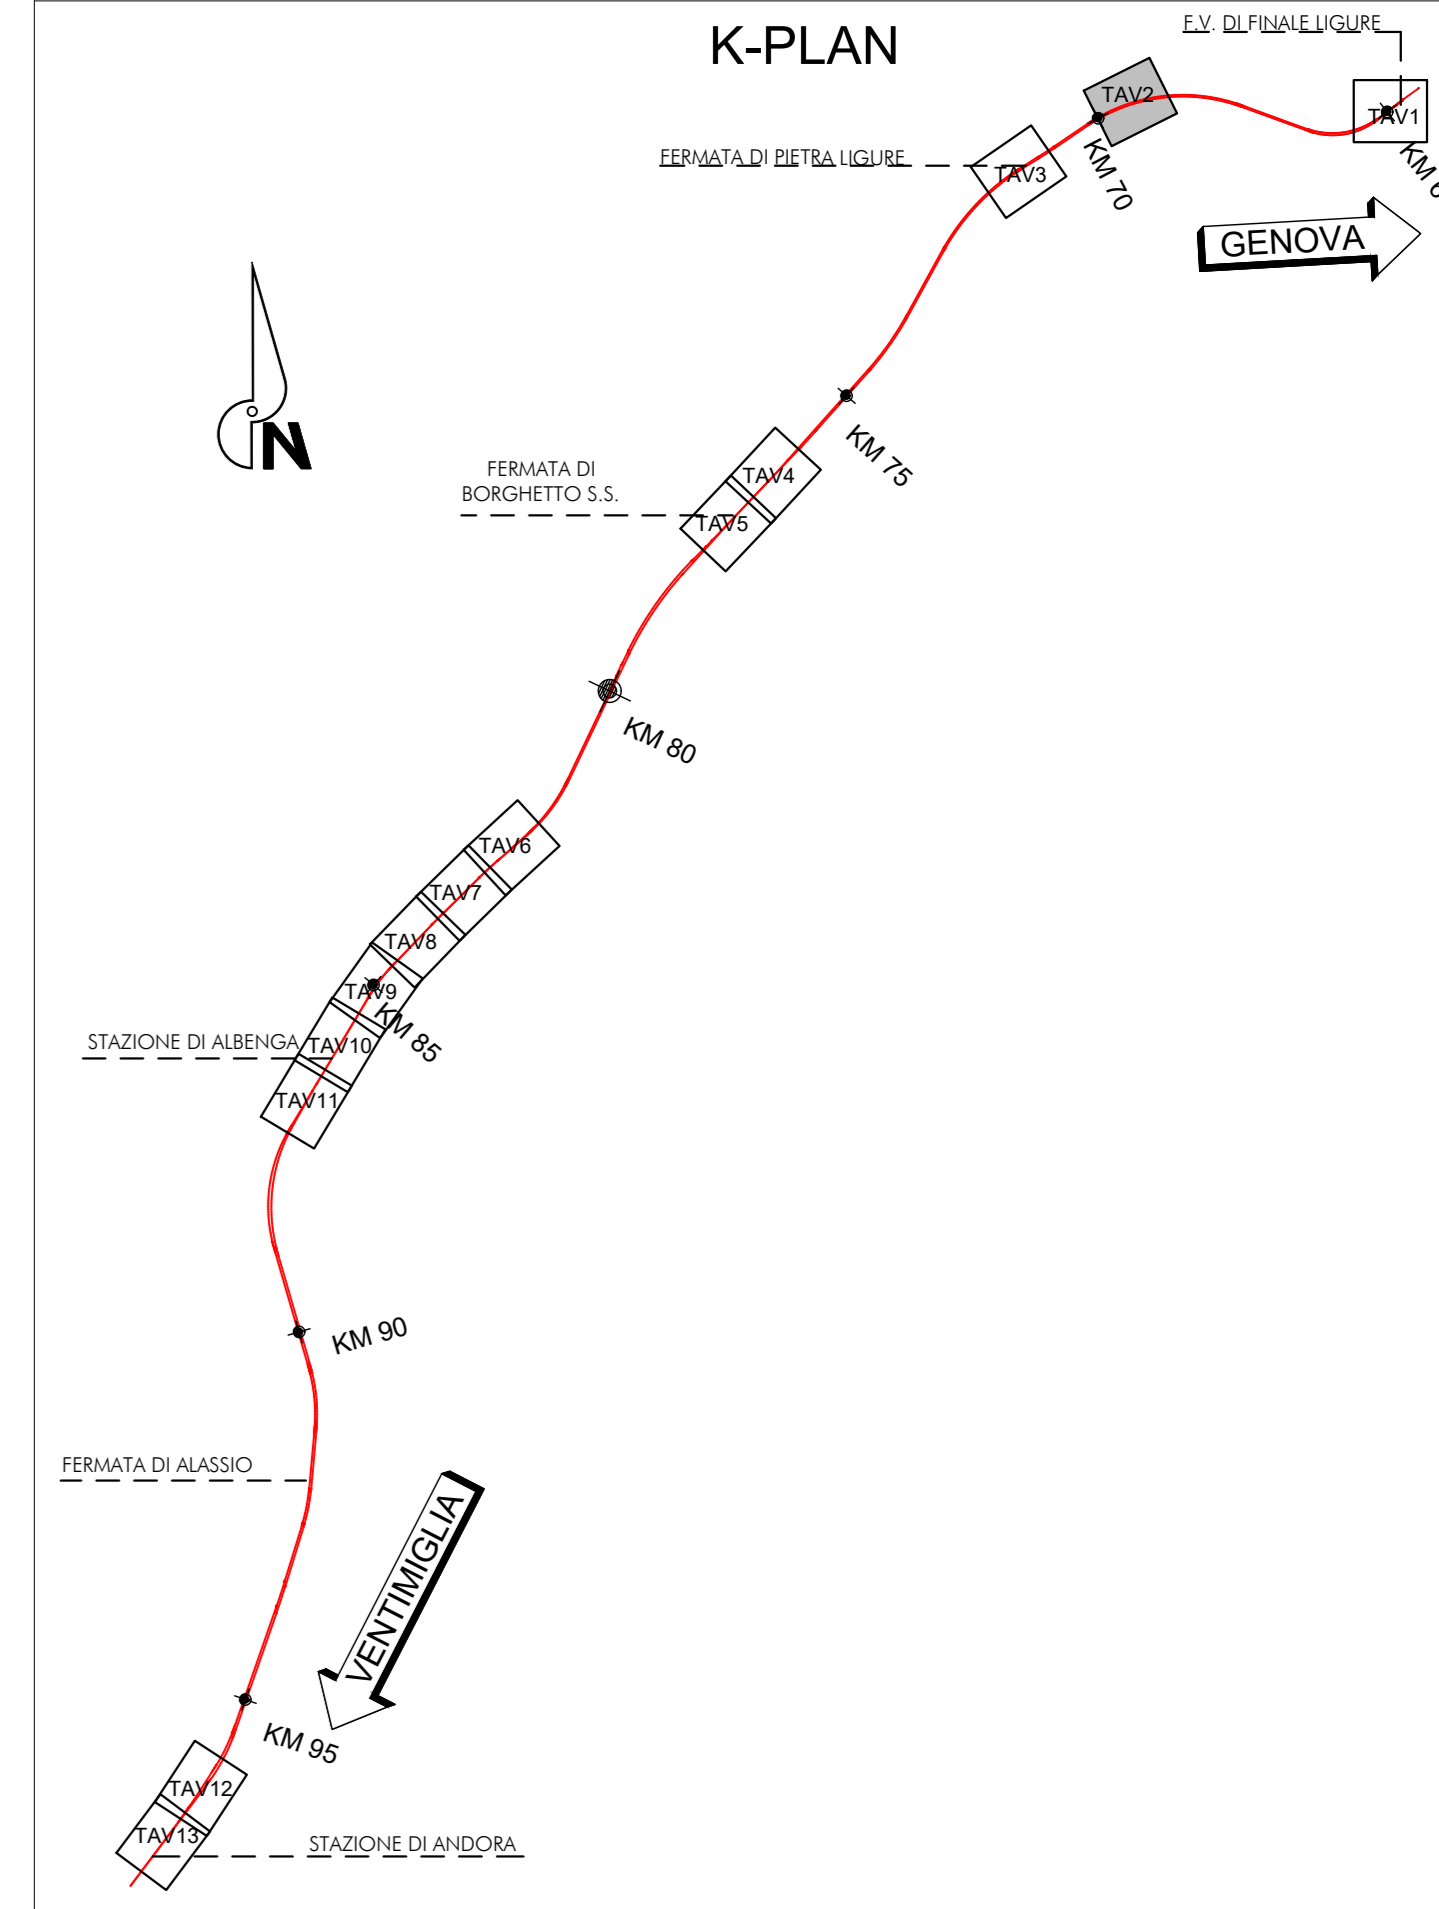 K-PLAN
F.V. DI FINALE LIGURE
TAV2
TAV1
FERMATA DI PIETRA LIGURE
TAV3
KM 70
KM 6
GENOVA
N
KM 75
FERMATA DI
BORGHETTO S.S.
TAV4
TAV5
KM 80
TAV6
TAV7
TAV8
TAV9
KM 85
STAZIONE DI ALBENGA
TAV10
TAV11
KM 90
FERMATA DI ALASSIO
VENTIMIGLIA
KM 95
TAV12
TAV13
STAZIONE DI ANDORA